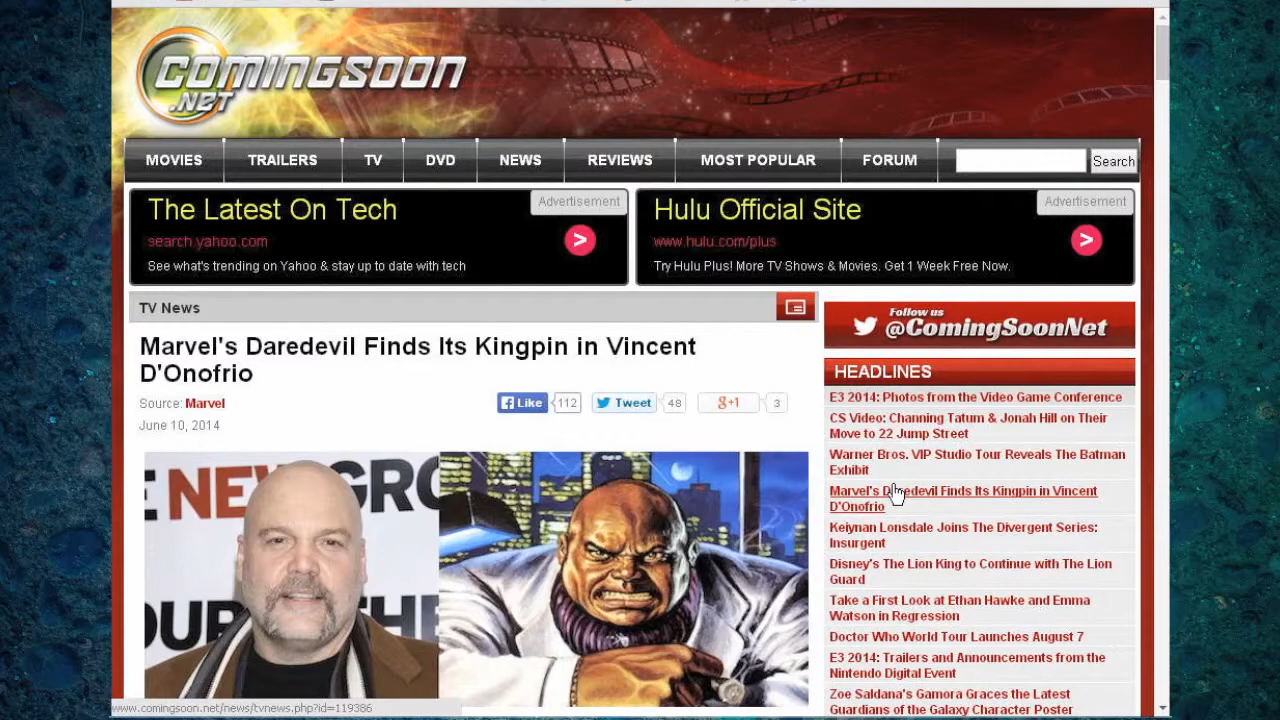 COMINGSOON
.NET
MOVIES
TRAILERS
TV
DVD
NEWS
REVIEWS
MOST POPULAR
FORUM
Search
The Latest On Tech
Advertisement
search.yahoo.com
>
See what's trending on Yahoo & stay up to date with tech
Hulu Official Site
Advertisement
www.hulu.com/plus
>
Try Hulu Plus! More TV Shows & Movies. Get 1 Week Free Now.
TV News
Marvel's Daredevil Finds Its Kingpin in Vincent
D'Onofrio
Source: Marvel
Like 112
Tweet 48
g+1 3
June 10, 2014
E NEW GRO
OUR THE
Follow us
@ComingSoonNet
HEADLINES
E3 2014: Photos from the Video Game Conference
CS Video: Channing Tatum & Jonah Hill on Their
Move to 22 Jump Street
Warner Bros. VIP Studio Tour Reveals The Batman
Exhibit
Marvel's Daredevil Finds Its Kingpin in Vincent
D'Onofrio
Keiynan Lonsdale Joins The Divergent Series:
Insurgent
Disney's The Lion King to Continue with The Lion
Guard
Take a First Look at Ethan Hawke and Emma
Watson in Regression
Doctor Who World Tour Launches August 7
E3 2014: Trailers and Announcements from the
Nintendo Digital Event
Zoe Saldana's Gamora Graces the Latest
Guardians of the Galaxy Character Poster
www.comingsoon.net/news/tvnews.php?id=119386